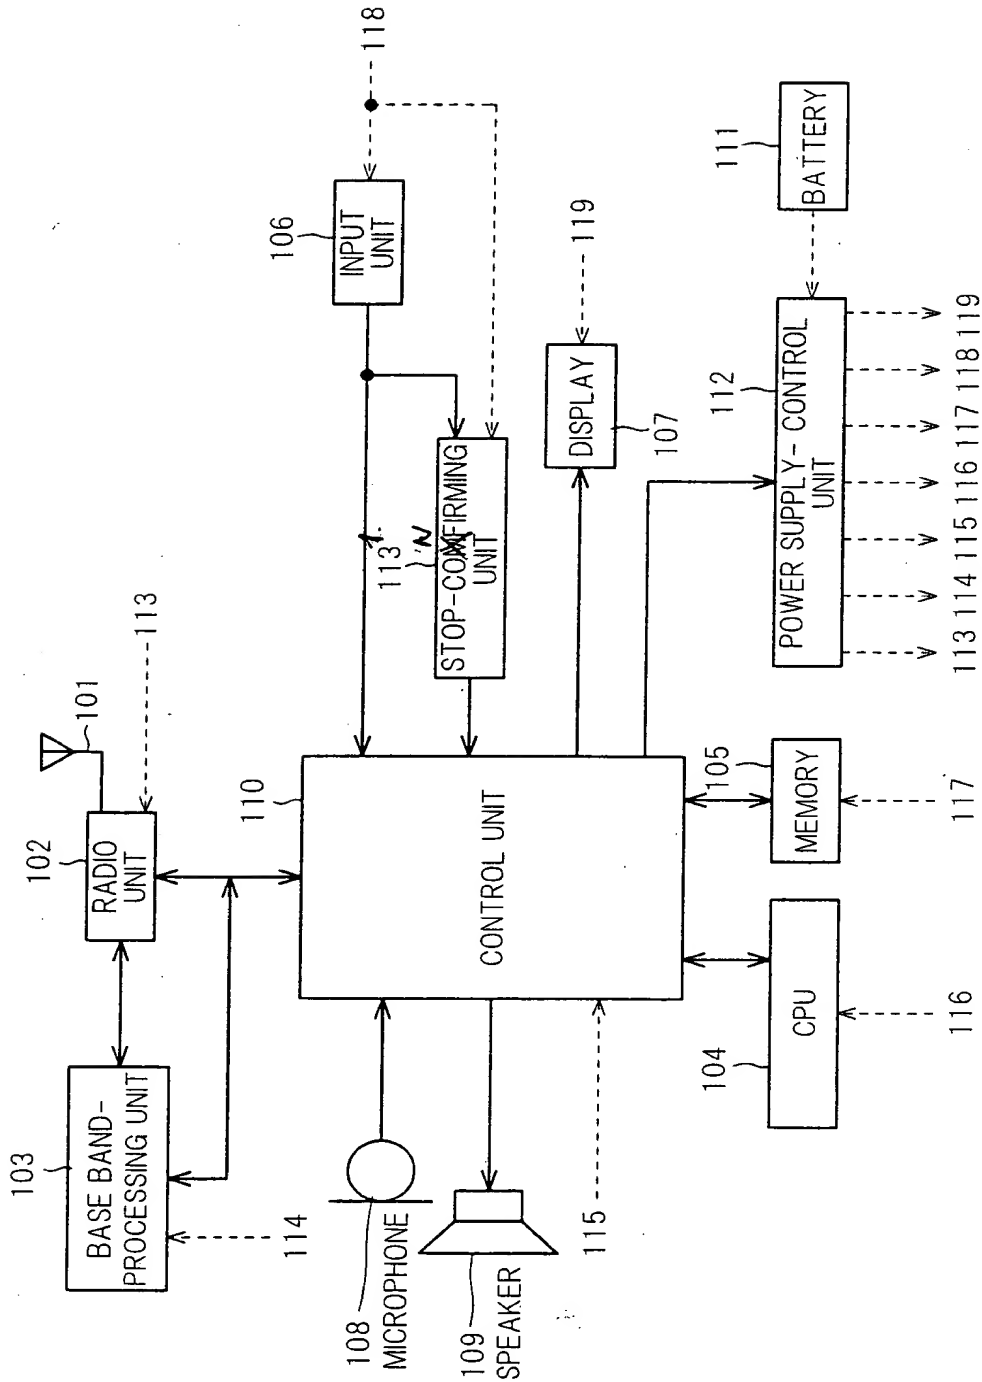 103
102
101
BASE BAND-
PROCESSING UNIT
RADIO
UNIT
113
114
110
106
INPUT
UNIT
118
108
MICROPHONE
113
N
STOP-CONFIRMING
UNIT
109
SPEAKER
CONTROL UNIT
115
DISPLAY
119
107
104
CPU
116
105
MEMORY
117
112
POWER SUPPLY-CONTROL
UNIT
111
BATTERY
113 114 115 116 117 118 119